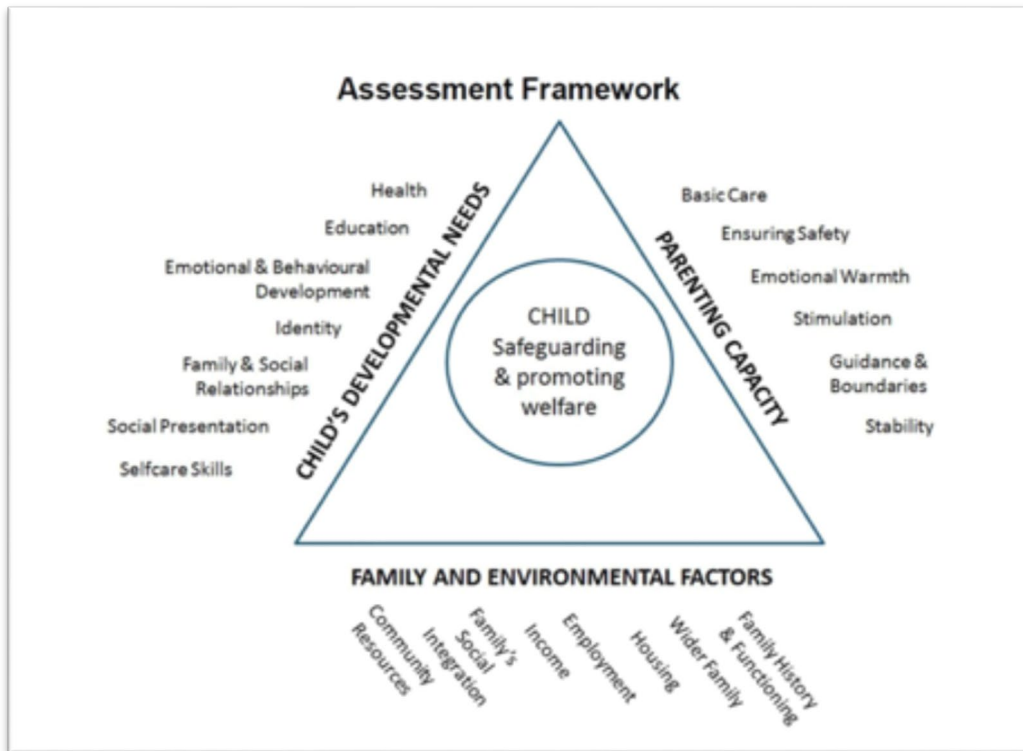 Assessment Framework
Health
Education
Emotional & Behavioural
Development
Identity
Family & Social
Relationships
Social Presentation
Selfcare Skills
CHILD'S DEVELOPMENTAL NEEDS
CHILD
Safeguarding
& promoting
welfare
PARENTING CAPACITY
Basic Care
Ensuring Safety
Emotional Warmth
Stimulation
Guidance &
Boundaries
Stability
FAMILY AND ENVIRONMENTAL FACTORS
Community
Resources
Family's
Social
Integration
Income
Employment
Housing
Wider Family
Family History
& Functioning